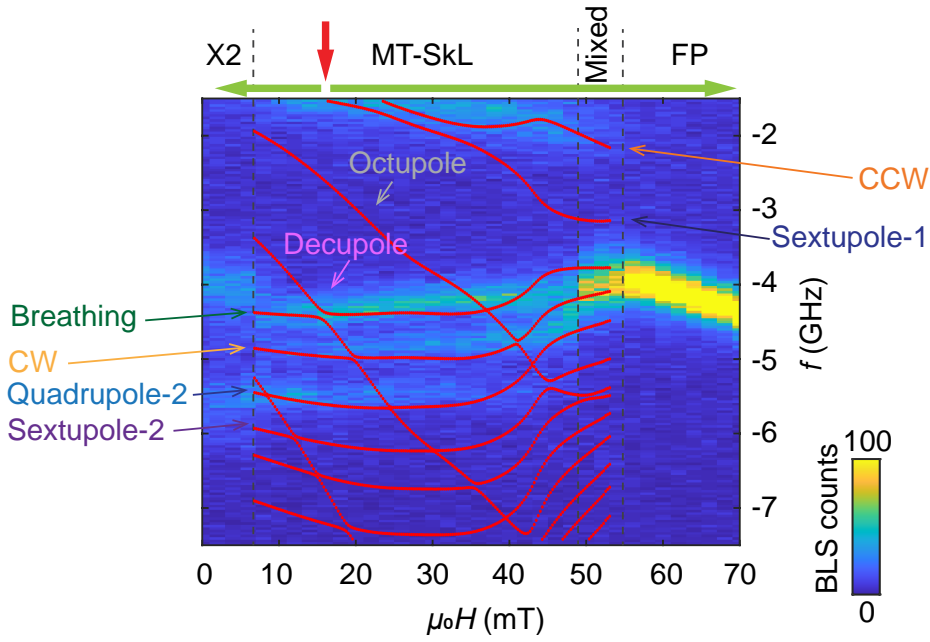 X2
MT-SkL
Mixed
FP
-2
Octupole
CCW
-3
Sextupole-1
Decupole
-4
Breathing
f (GHz)
CW
-5
Quadrupole-2
Sextupole-2
-6
100
-7
BLS counts
0
0 10 20 30 40 50 60 70
μ₀H (mT)